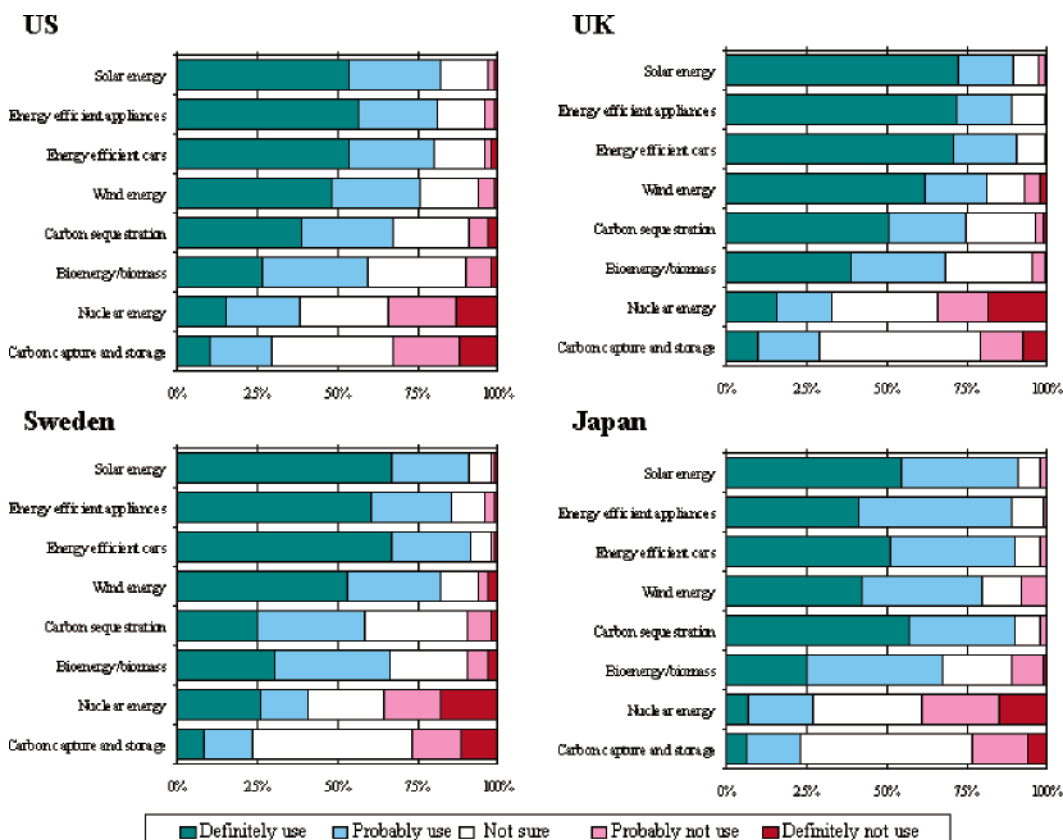 US
Solar energy
Energy efficient appliances
Energy efficient cars
Wind energy
Carbon sequestration
Bioenergy/biomass
Nuclear energy
Carbon capture and storage
0% 25% 50% 75% 100%
UK
Solar energy
Energy efficient appliances
Energy efficient cars
Wind energy
Carbon sequestration
Bioenergy/biomass
Nuclear energy
Carbon capture and storage
0% 25% 50% 75% 100%
Sweden
Solar energy
Energy efficient appliances
Energy efficient cars
Wind energy
Carbon sequestration
Bioenergy/biomass
Nuclear energy
Carbon capture and storage
0% 25% 50% 75% 100%
Japan
Solar energy
Energy efficient appliances
Energy efficient cars
Wind energy
Carbon sequestration
Bioenergy/biomass
Nuclear energy
Carbon capture and storage
0% 25% 50% 75% 100%
Definitely use Probably use Not sure Probably not use Definitely not use